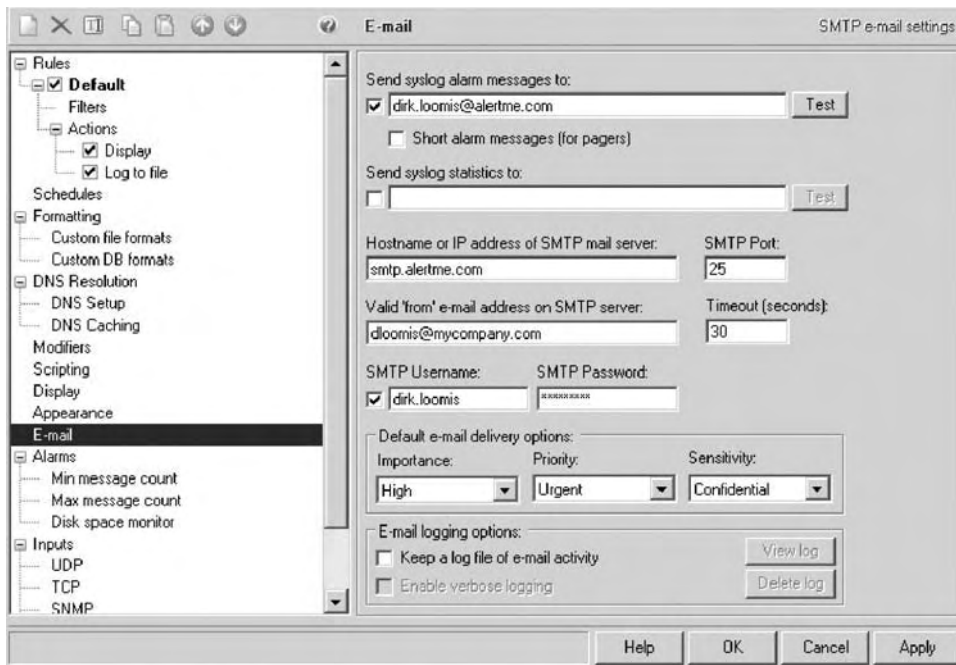 E-mail
SMTP e-mail settings
Rules
Default
Filters
Actions
Display
Log to file
Schedules
Formatting
Custom file formats
Custom DB formats
DNS Resolution
DNS Setup
DNS Caching
Modifiers
Scripting
Display
Appearance
E-mail
Alarms
Min message count
Max message count
Disk space monitor
Inputs
UDP
TCP
SNMP
Send syslog alarm messages to:
dirk.loomis@alertme.com
Test
Short alarm messages (for pagers)
Send syslog statistics to:
Test
Hostname or IP address of SMTP mail server:
SMTP Port:
smtp.alertme.com
25
Valid 'from' e-mail address on SMTP server:
Timeout (seconds):
dloomis@mycompany.com
30
SMTP Username:
SMTP Password:
dirk.loomis
×××××××××
Default e-mail delivery options:
Importance:
Priority:
Sensitivity:
High
Urgent
Confidential
E-mail logging options:
Keep a log file of e-mail activity
View log
Enable verbose logging
Delete log
Help
OK
Cancel
Apply